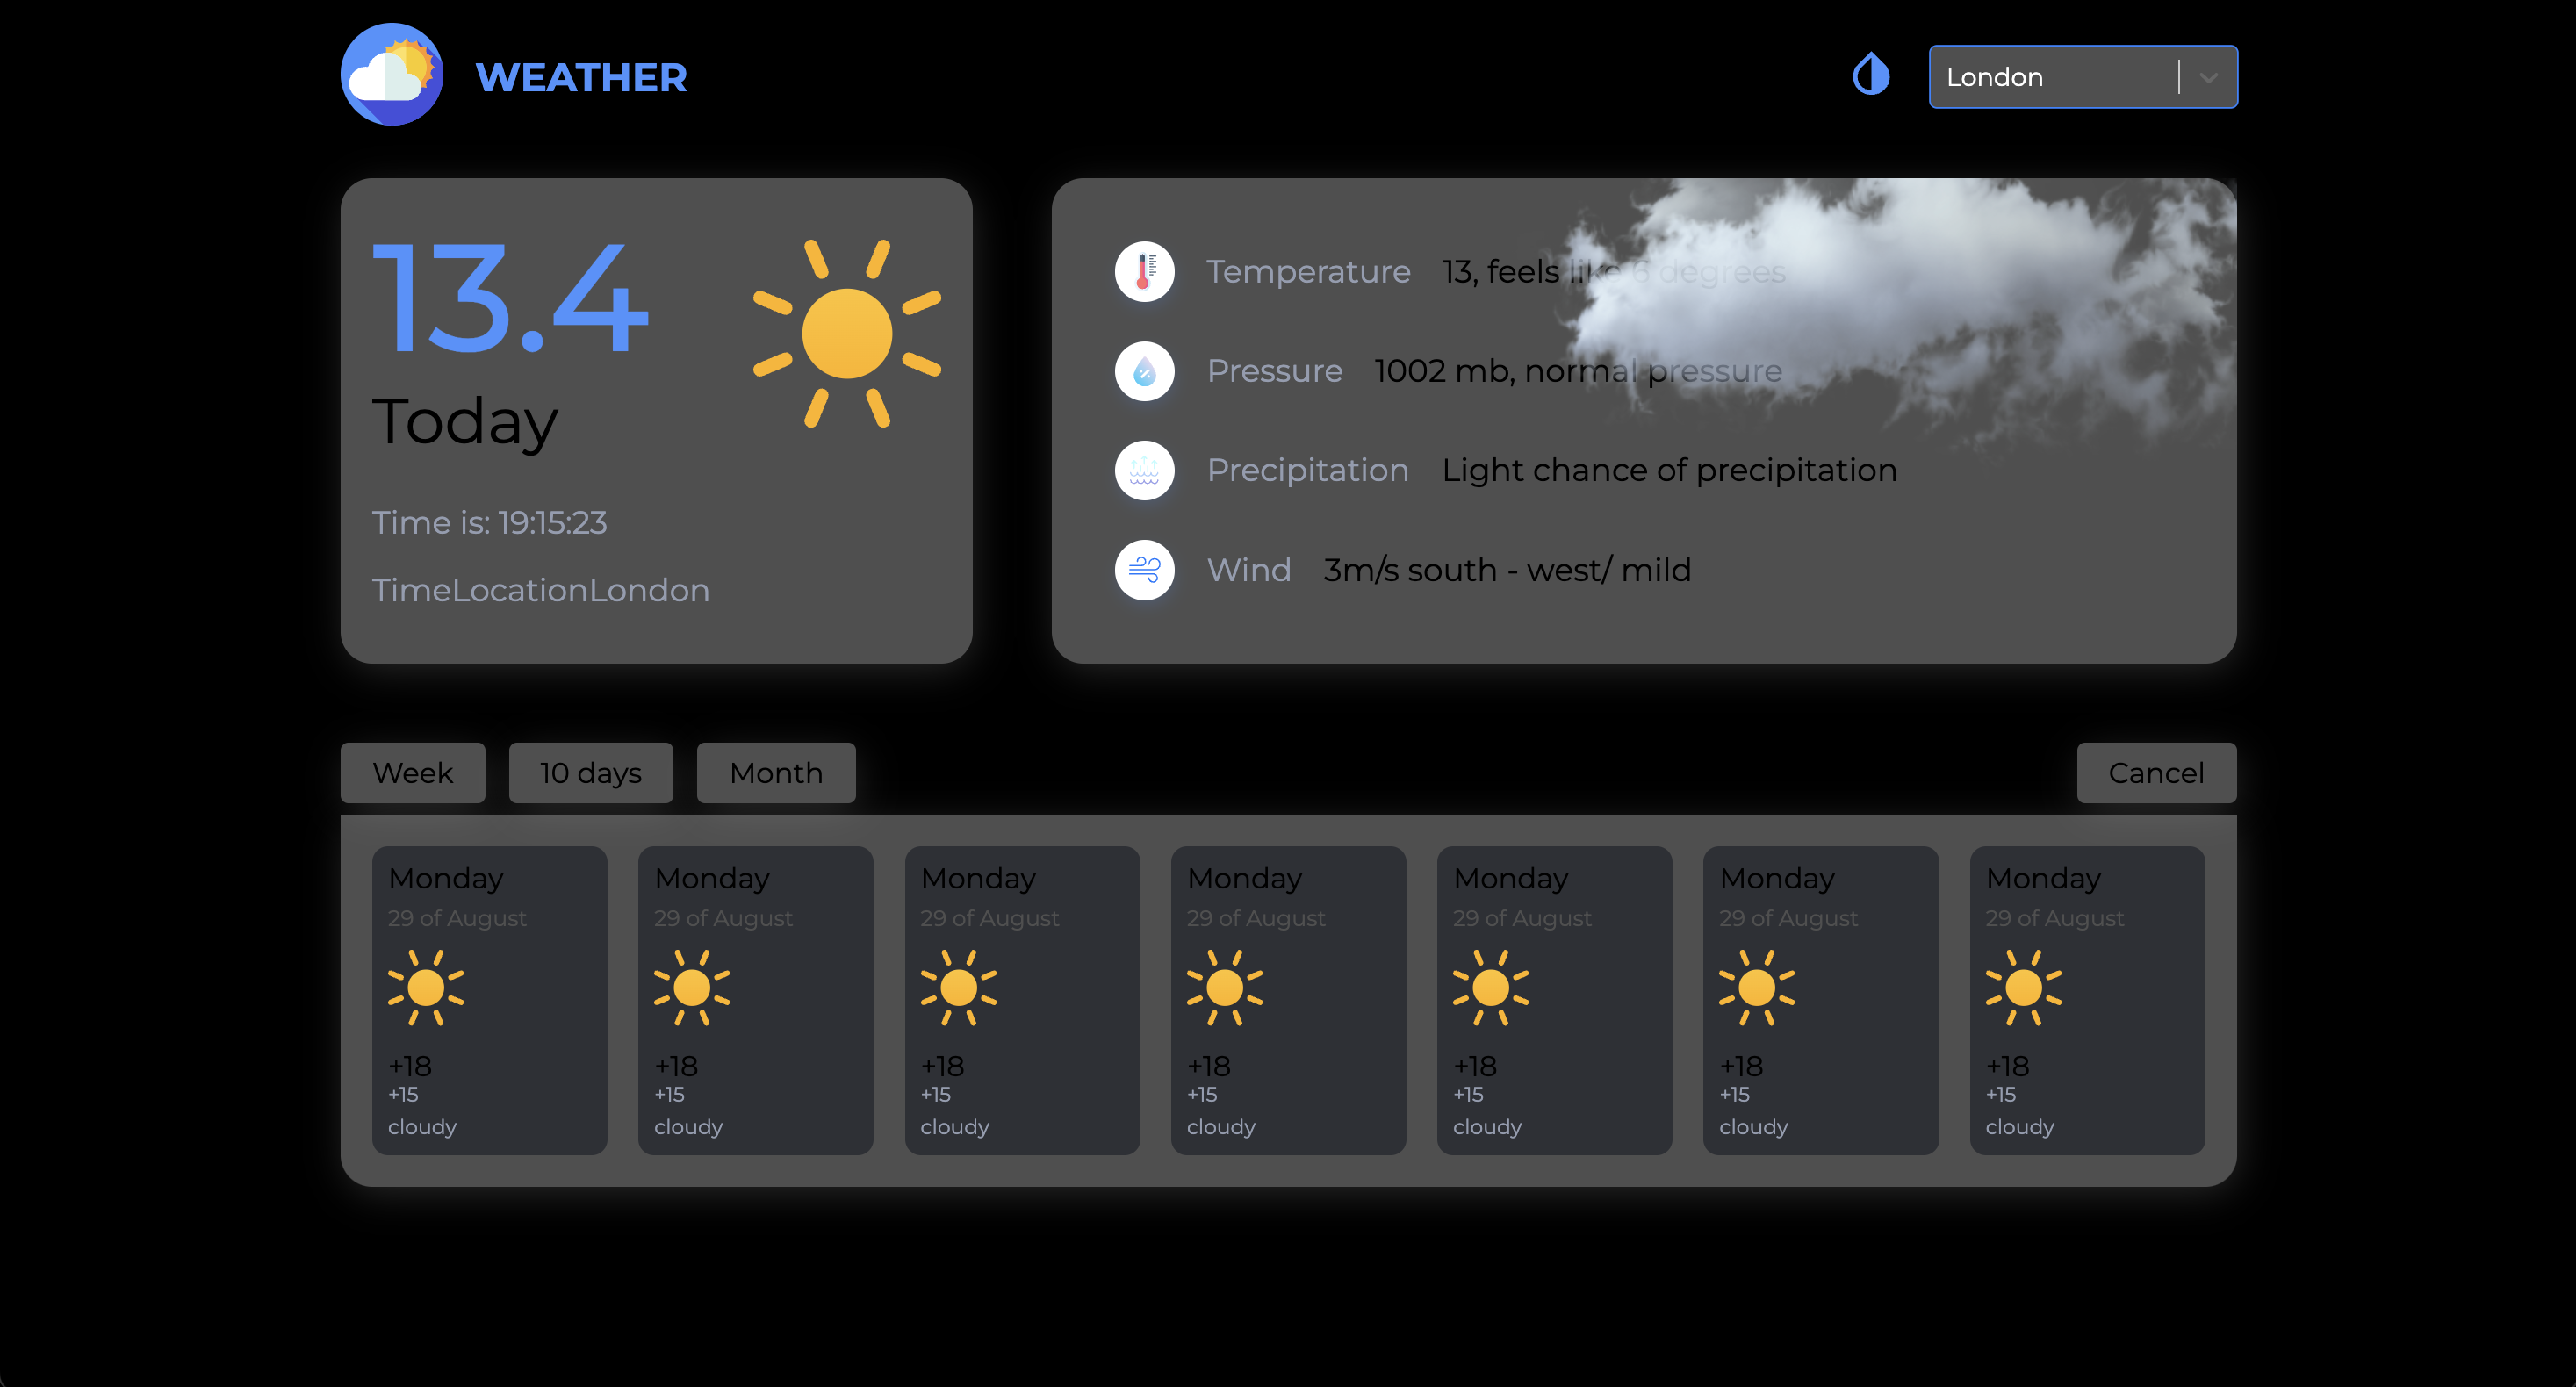 WEATHER
London
13.4
Today
Time is: 19:15:23
TimeLocationLondon
Temperature 13, feels like 6 degrees
Pressure 1002 mb, normal pressure
Precipitation Light chance of precipitation
Wind 3m/s south - west/ mild
Week 10 days Month Cancel
Monday Monday Monday Monday Monday Monday Monday
29 of August 29 of August 29 of August 29 of August 29 of August 29 of August 29 of August
+18 +18 +18 +18 +18 +18 +18
+15 +15 +15 +15 +15 +15 +15
cloudy cloudy cloudy cloudy cloudy cloudy cloudy